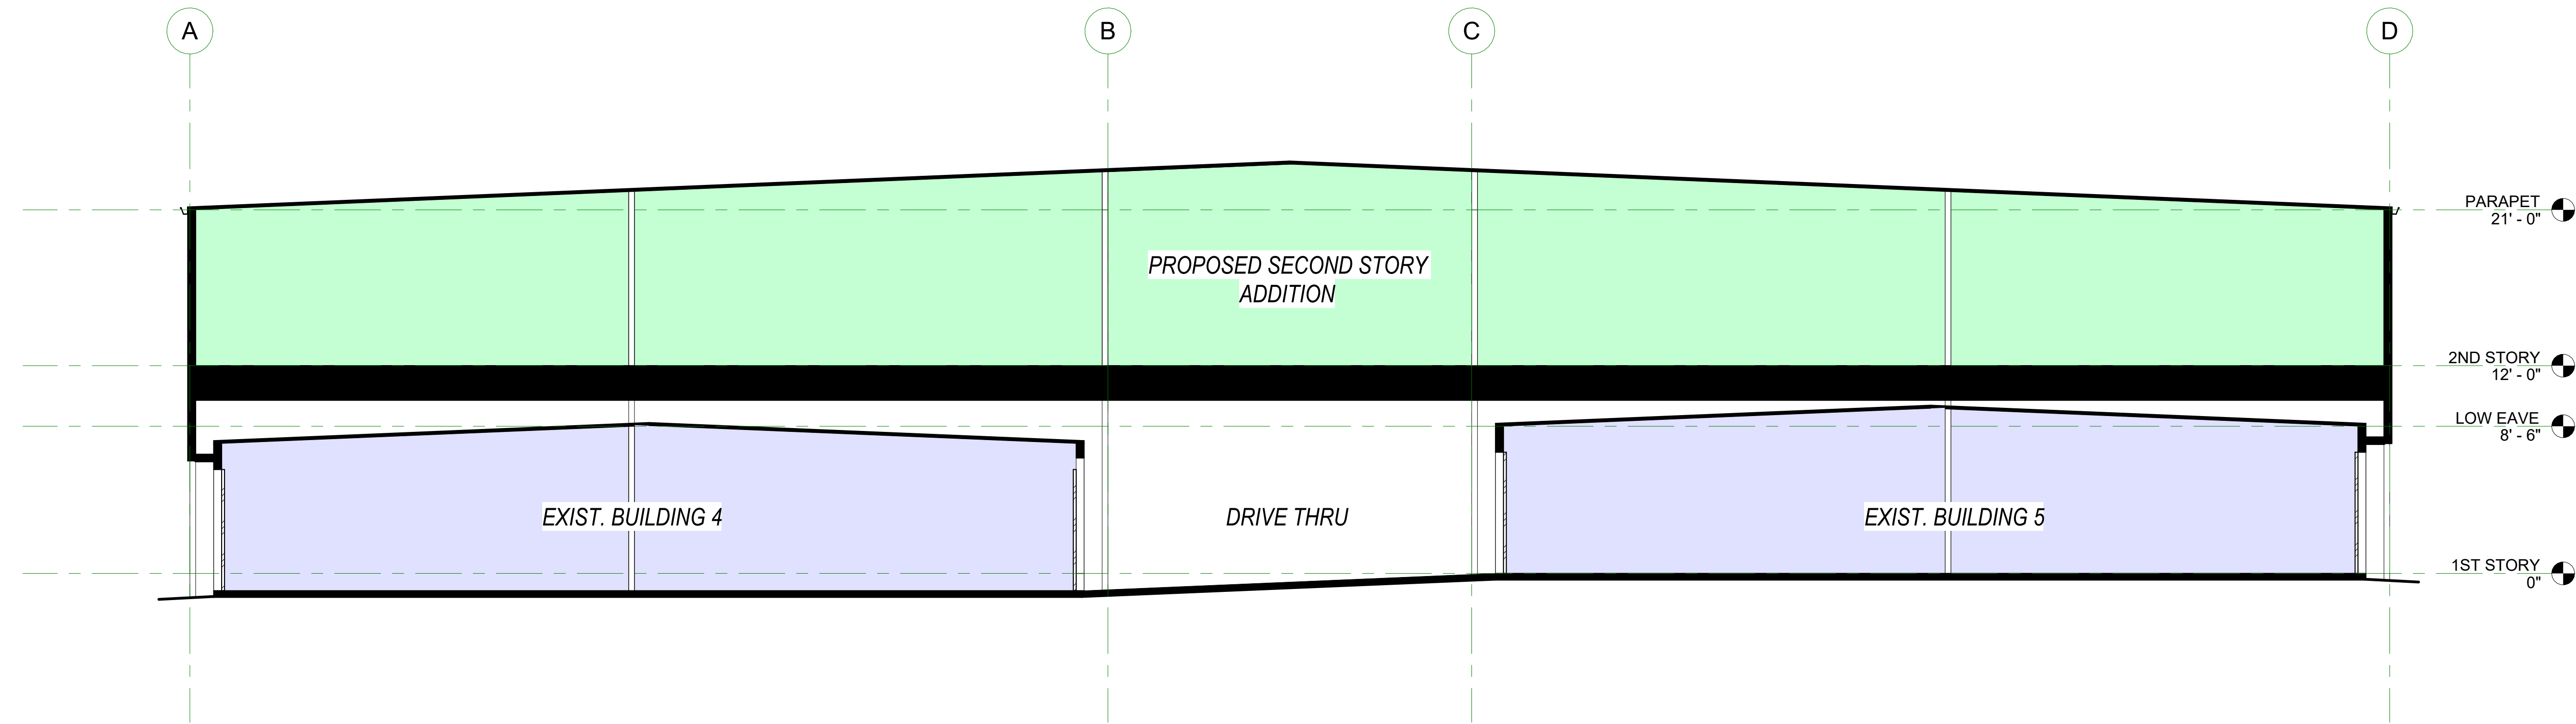 A
B
C
D
PARAPET
21' - 0"
PROPOSED SECOND STORY
ADDITION
2ND STORY
12' - 0"
LOW EAVE
8' - 6"
EXIST. BUILDING 4
DRIVE THRU
EXIST. BUILDING 5
1ST STORY
0"